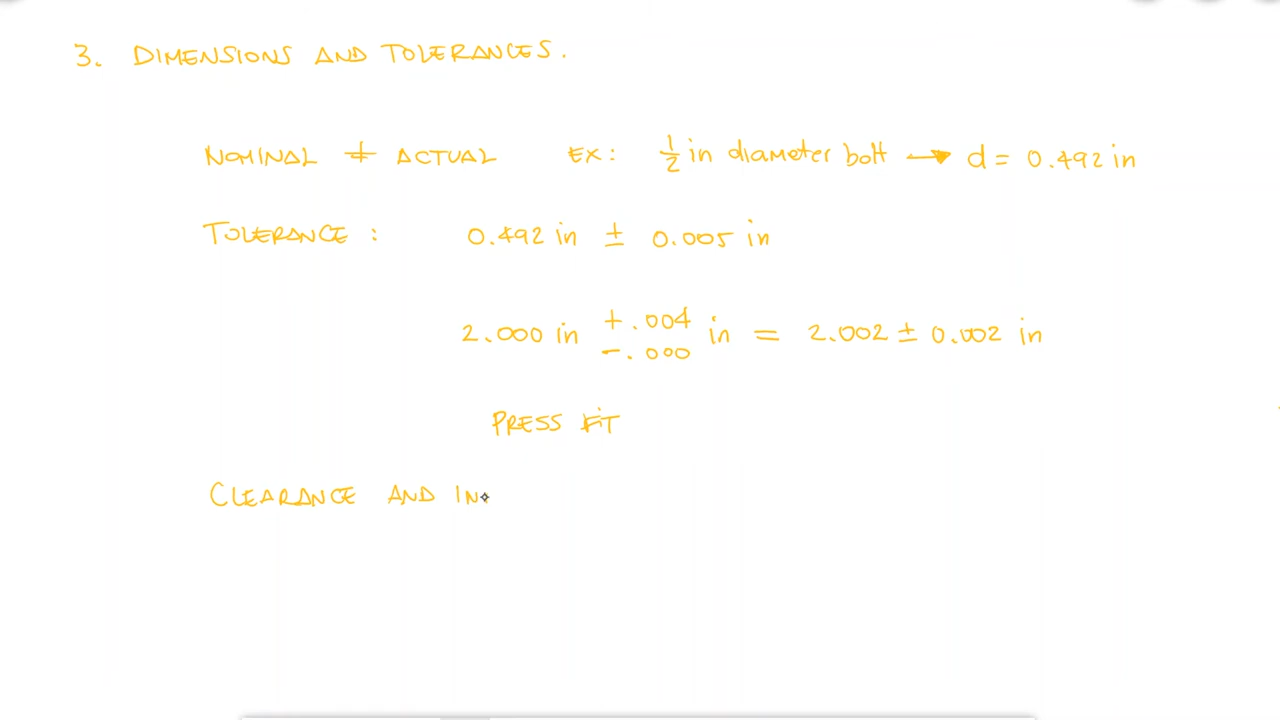 3. DIMENSIONS AND TOLERANCES.
NOMINAL ≠ ACTUAL EX: 1/2 in diameter bolt → d = 0.492 in
TOLERANCE : 0.492 in ± 0.005 in
2.000 in +.004 -.000 in = 2.002 ± 0.002 in
PRESS FIT
CLEARANCE AND IN